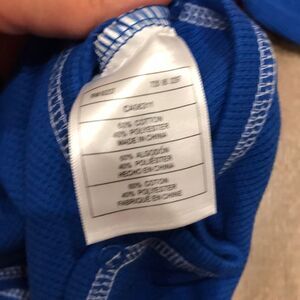 60% COTTON
40% POLYESTER
MADE IN CHINA
60% ALGODÓN
40% POLIÉSTER
HECHO EN CHINA
60% COTON
40% POLYESTER
FABRIQUÉ EN CHINE